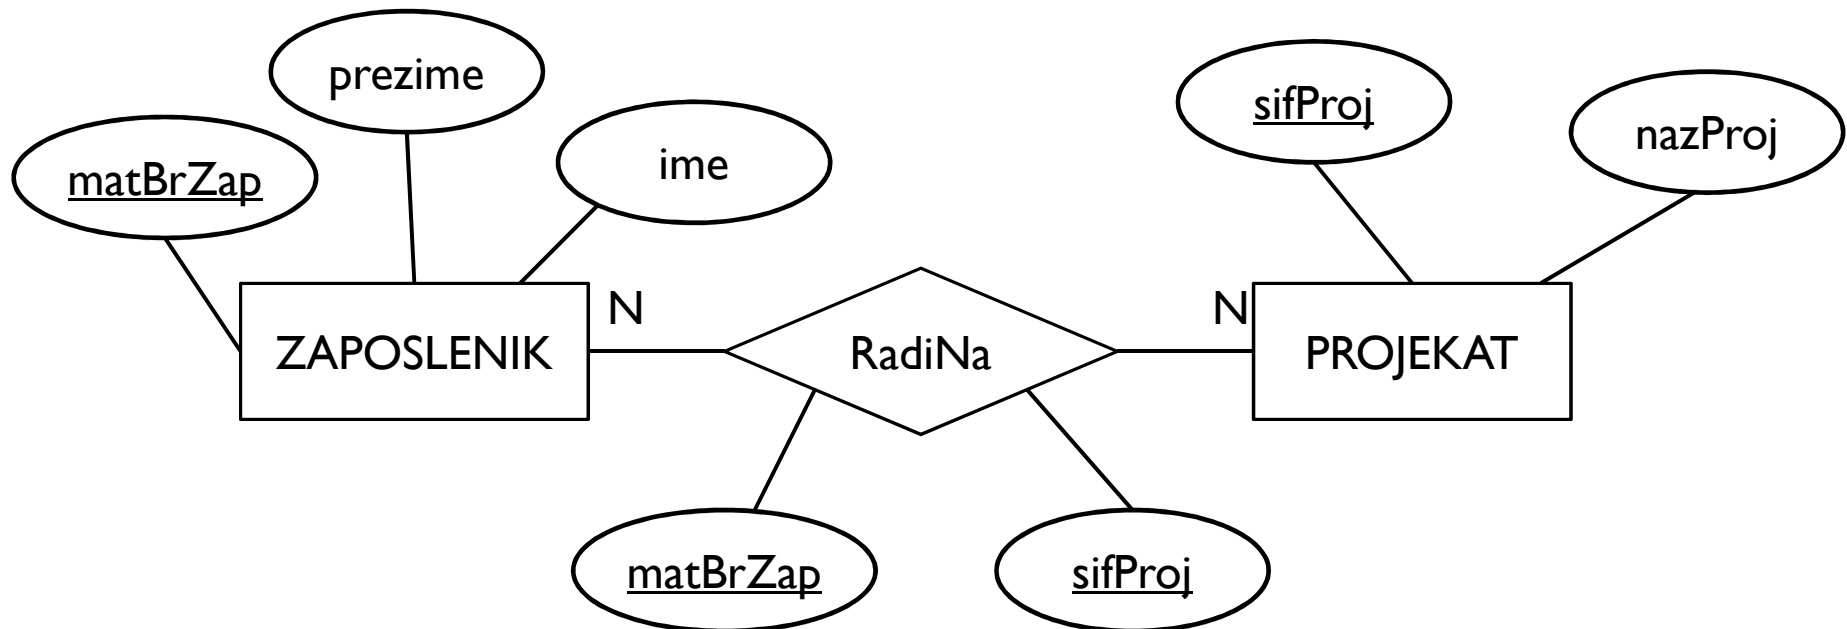 prezime
sifProj
nazProj
ime
matBrZap
N
N
ZAPOSLENIK
RadiNa
PROJEKAT
matBrZap
sifProj